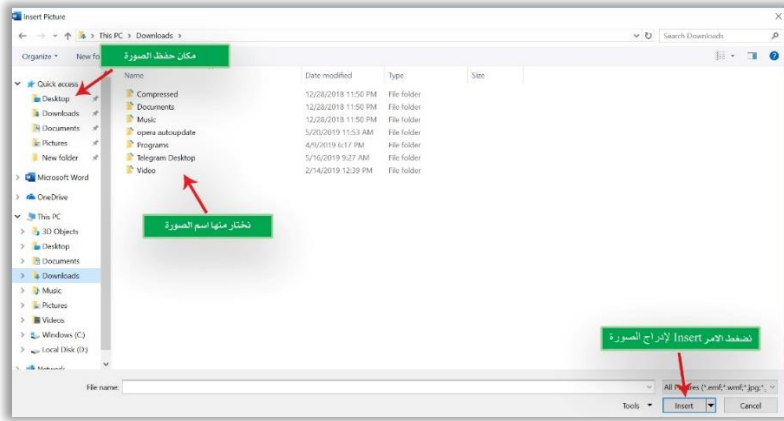 Insert Picture
This PC > Downloads >
Search Downloads
Organize
New fo
مكان حفظ الصورة
Name
Date modified
Type
Size
Quick access
Desktop
Downloads
Documents
Pictures
New folder
Microsoft Word
OneDrive
This PC
3D Objects
Desktop
Documents
Downloads
Music
Pictures
Videos
Windows (C:)
Local Disk (D:)
Network
Compressed 12/28/2018 11:50 PM File folder
Documents 12/28/2018 11:50 PM File folder
Music 12/28/2018 11:50 PM File folder
opera autoupdate 5/20/2019 11:53 AM File folder
Programs 4/9/2019 6:17 PM File folder
Telegram Desktop 5/16/2019 9:27 AM File folder
Video 2/14/2019 12:39 PM File folder
نختار منها اسم الصورة
نضغط الامر Insert لإدراج الصورة
File name:
All Pictures (*.emf;*.wmf;*.jpg;*.
Tools
Insert
Cancel